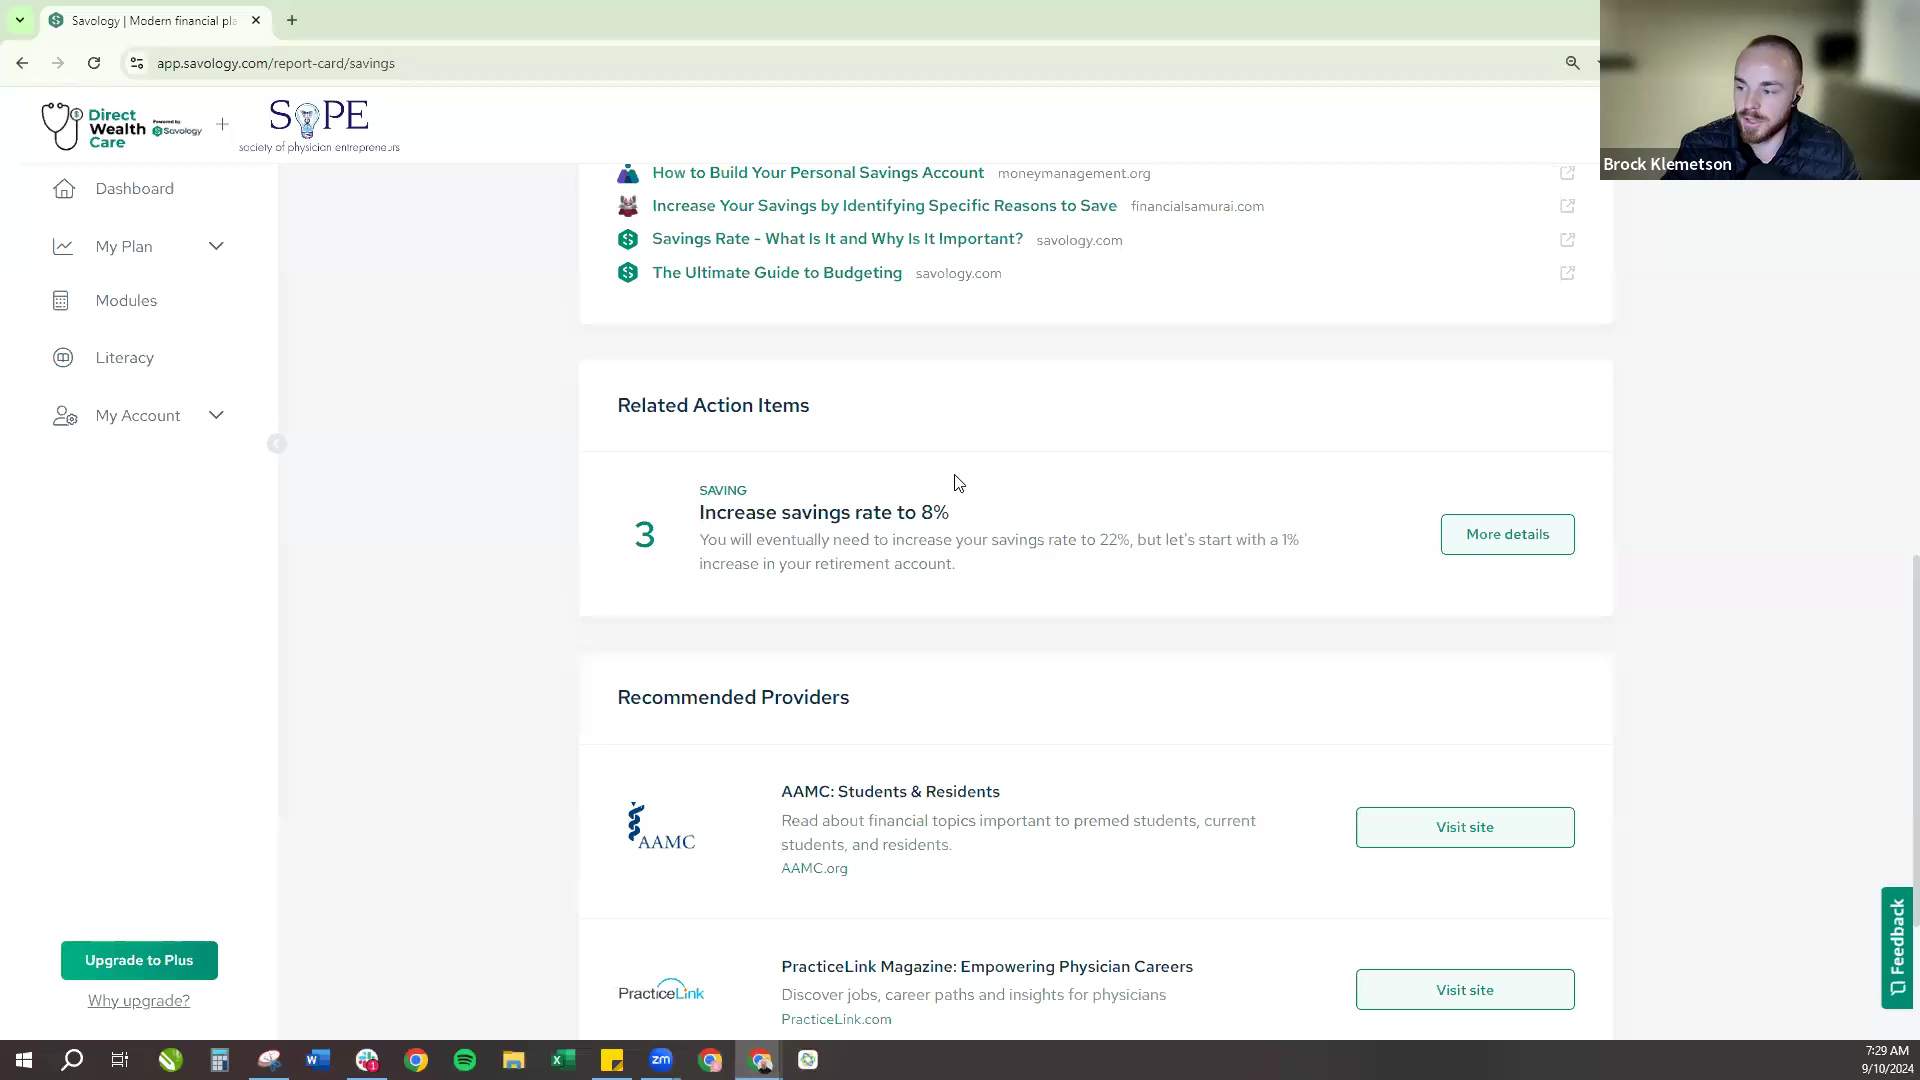 Savology | Modern financial pla
app.savology.com/report-card/savings
Direct
Wealth
Care
Powered by
Savology
+
SOPE
society of physician entrepreneurs
Brock Klemetson
Dashboard
My Plan
Modules
Literacy
My Account
Upgrade to Plus
Why upgrade?
How to Build Your Personal Savings Account moneymanagement.org
Increase Your Savings by Identifying Specific Reasons to Save financialsamurai.com
Savings Rate - What Is It and Why Is It Important? savology.com
The Ultimate Guide to Budgeting savology.com
Related Action Items
SAVING
3
Increase savings rate to 8%
You will eventually need to increase your savings rate to 22%, but let's start with a 1%
increase in your retirement account.
More details
Recommended Providers
AAMC
AAMC: Students & Residents
Read about financial topics important to premed students, current
students, and residents.
AAMC.org
Visit site
PracticeLink
PracticeLink Magazine: Empowering Physician Careers
Discover jobs, career paths and insights for physicians
PracticeLink.com
Visit site
Feedback
zm
7:29 AM
9/10/2024